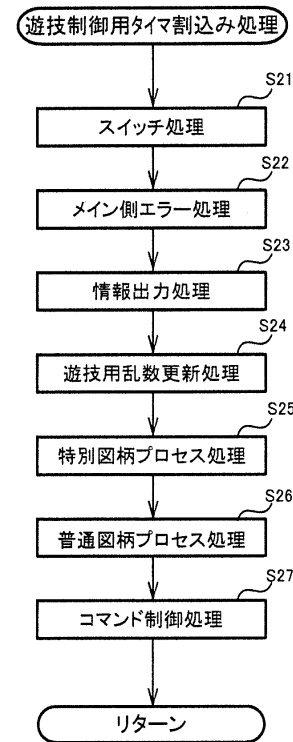 遊技制御用タイマ割込み処理
S21
スイッチ処理
S22
メイン側エラー処理
S23
情報出力処理
S24
遊技用乱数更新処理
S25
特別図柄プロセス処理
S26
普通図柄プロセス処理
S27
コマンド制御処理
リターン